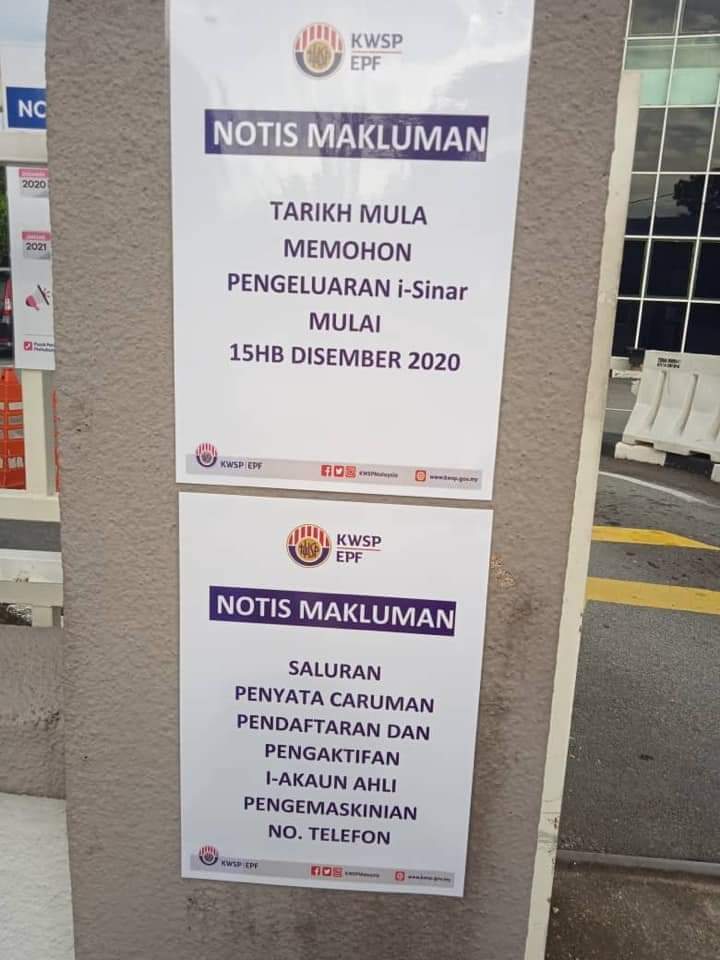 KWSP
EPF
NOTIS MAKLUMAN
TARIKH MULA
MEMOHON
PENGELUARAN i-Sinar
MULAI
15HB DISEMBER 2020
KWSP EPF
KWSPMalaysia
www.kwsp.gov.my
KWSP
EPF
NOTIS MAKLUMAN
SALURAN
PENYATA CARUMAN
PENDAFTARAN DAN
PENGAKTIFAN
I-AKAUN AHLI
PENGEMASKINIAN
NO. TELEFON
KWSP EPF
KWSPMalaysia
www.kwsp.gov.my
NO
2020
2021